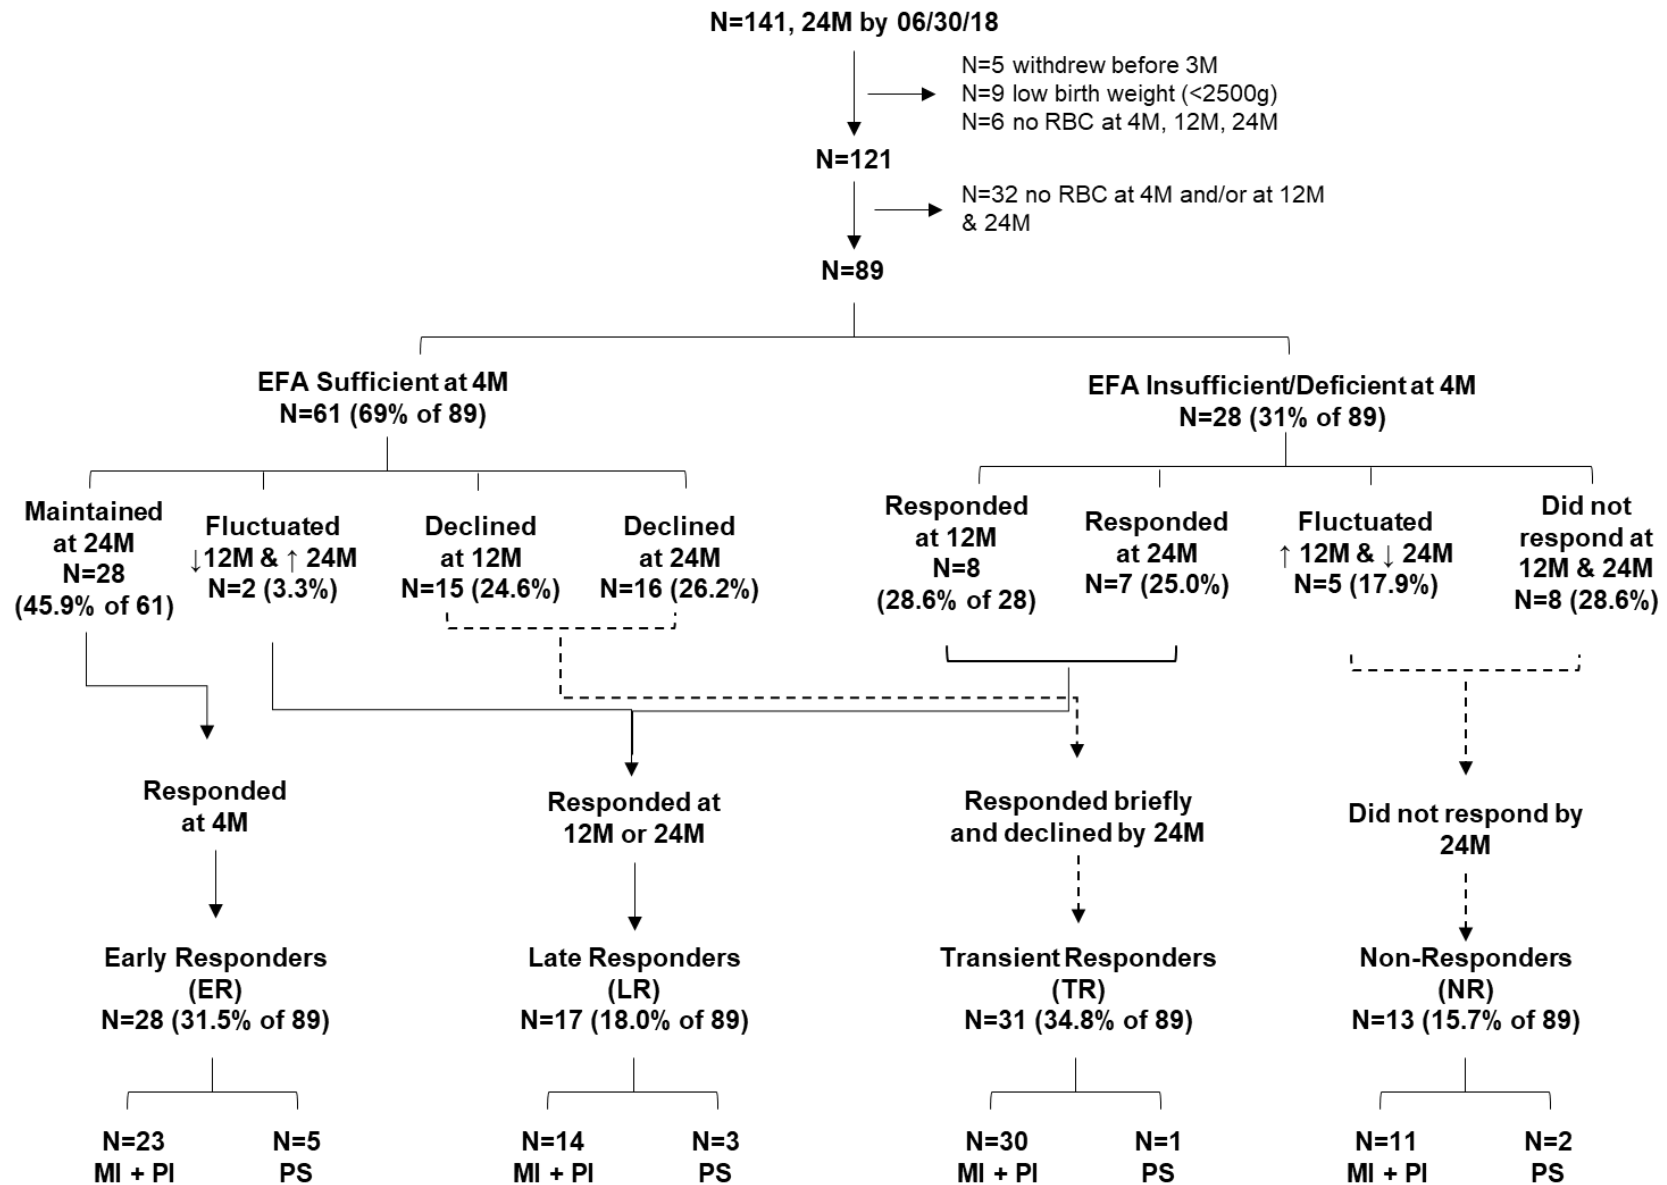 N=141, 24M by 06/30/18
N=5 withdrew before 3M
N=9 low birth weight (<2500g)
N=6 no RBC at 4M, 12M, 24M
N=121
N=32 no RBC at 4M and/or at 12M
& 24M
N=89
EFA Sufficient at 4M
N=61 (69% of 89)
EFA Insufficient/Deficient at 4M
N=28 (31% of 89)
Maintained
at 24M
N=28
(45.9% of 61)
Fluctuated
↓12M & ↑ 24M
N=2 (3.3%)
Declined
at 12M
N=15 (24.6%)
Declined
at 24M
N=16 (26.2%)
Responded
at 12M
N=8
(28.6% of 28)
Responded
at 24M
N=7 (25.0%)
Fluctuated
↑ 12M & ↓ 24M
N=5 (17.9%)
Did not
respond at
12M & 24M
N=8 (28.6%)
Responded
at 4M
Responded at
12M or 24M
Responded briefly
and declined by 24M
Did not respond by
24M
Early Responders
(ER)
N=28 (31.5% of 89)
Late Responders
(LR)
N=17 (18.0% of 89)
Transient Responders
(TR)
N=31 (34.8% of 89)
Non-Responders
(NR)
N=13 (15.7% of 89)
N=23
MI + PI
N=5
PS
N=14
MI + PI
N=3
PS
N=30
MI + PI
N=1
PS
N=11
MI + PI
N=2
PS